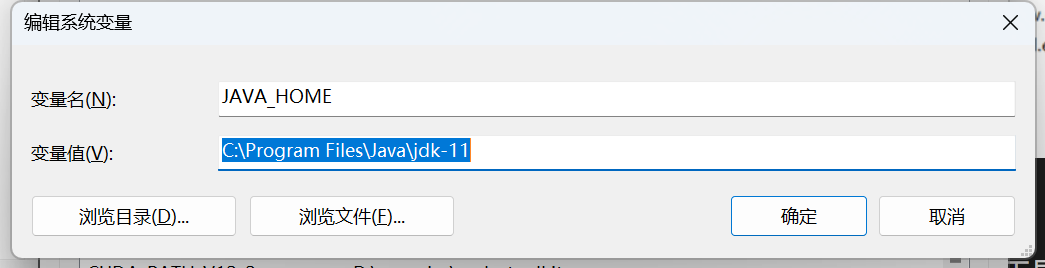 编辑系统变量
变量名(N):
JAVA_HOME
变量值(V):
C:\Program Files\Java\jdk-11
浏览目录(D)...
浏览文件(F)...
确定
取消